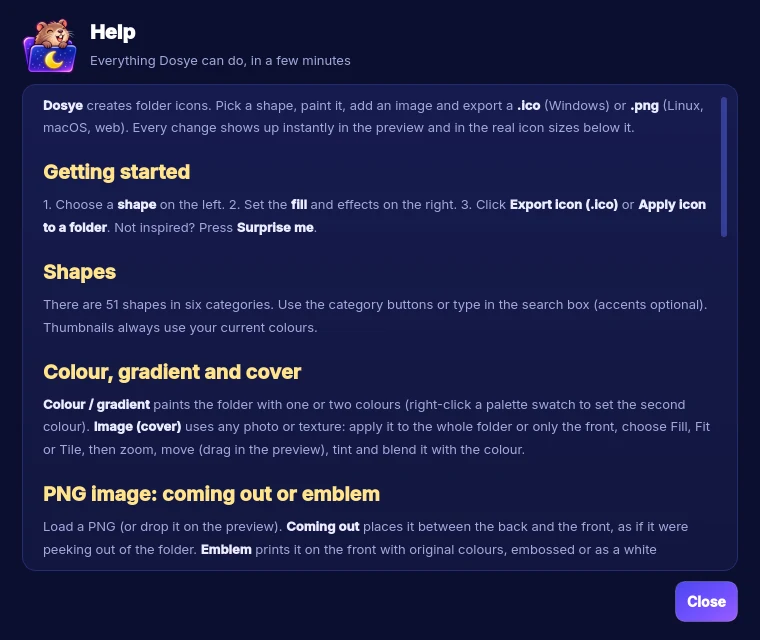 Help
Everything Dosye can do, in a few minutes
Dosye creates folder icons. Pick a shape, paint it, add an image and export a .ico (Windows) or .png (Linux,
macOS, web). Every change shows up instantly in the preview and in the real icon sizes below it.
Getting started
1. Choose a shape on the left. 2. Set the fill and effects on the right. 3. Click Export icon (.ico) or Apply icon
to a folder. Not inspired? Press Surprise me.
Shapes
There are 51 shapes in six categories. Use the category buttons or type in the search box (accents optional).
Thumbnails always use your current colours.
Colour, gradient and cover
Colour / gradient paints the folder with one or two colours (right-click a palette swatch to set the second
colour). Image (cover) uses any photo or texture: apply it to the whole folder or only the front, choose Fill, Fit
or Tile, then zoom, move (drag in the preview), tint and blend it with the colour.
PNG image: coming out or emblem
Load a PNG (or drop it on the preview). Coming out places it between the back and the front, as if it were
peeking out of the folder. Emblem prints it on the front with original colours, embossed or as a white
Close